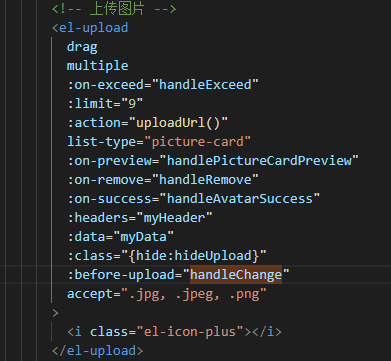 <!-- 上传图片 -->
<el-upload
drag
multiple
:on-exceed="handleExceed"
:limit="9"
:action="uploadUrl()"
list-type="picture-card"
:on-preview="handlePictureCardPreview"
:on-remove="handleRemove"
:on-success="handleAvatarSuccess"
:headers="myHeader"
:data="myData"
:class="{hide:hideUpload}"
:before-upload="handleChange"
accept=".jpg, .jpeg, .png"
>
<i class="el-icon-plus"></i>
</el-upload>